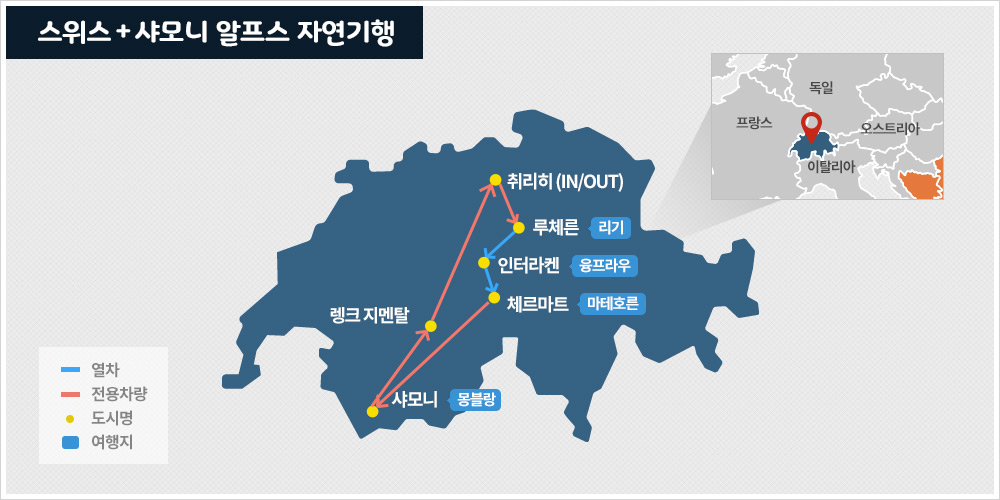 스위스+샤모니 알프스 자연기행
독일
프랑스
오스트리아
이탈리아
취리히 (IN/OUT)
루체른 리기
인터라켄 융프라우
체르마트 마테호른
렝크 지멘탈
샤모니 몽블랑
열차
전용차량
도시명
여행지